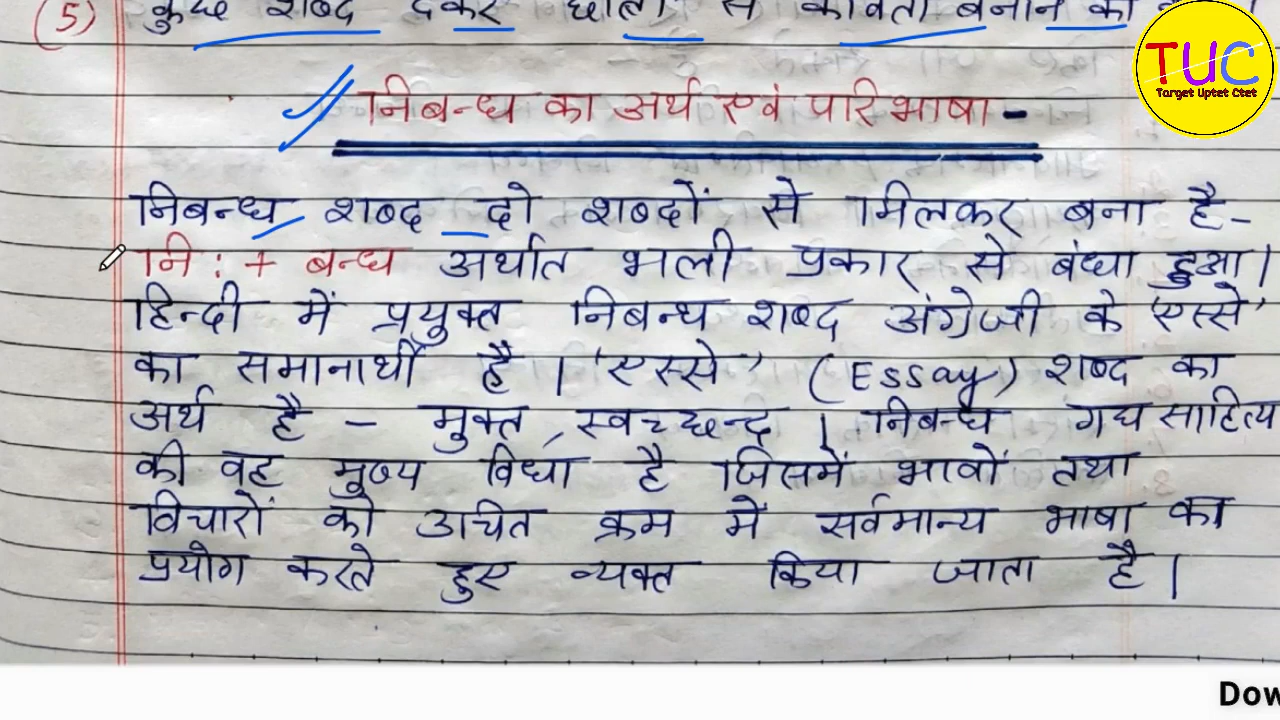 (5) कुछ शब्द देकर छात्रों से कविता बनाने को
TUC
Target Uptet Ctet
निबन्ध का अर्थ एवं परिभाषा -
निबन्ध शब्द दो शब्दों से मिलकर बना है-
नि: + बन्ध अर्थात भली प्रकार से बंधा हुआ।
हिन्दी में प्रयुक्त निबन्ध शब्द अंग्रेजी के 'एस्से'
का समानार्थी है। 'एस्से' (Essay) शब्द का
अर्थ है - मुक्त, स्वच्छन्द। निबन्ध गद्य साहित्य
की वह मुख्य विधा है जिसमें भावों तथा
विचारों को उचित क्रम में सर्वमान्य भाषा का
प्रयोग करते हुए व्यक्त किया जाता है।
Dow